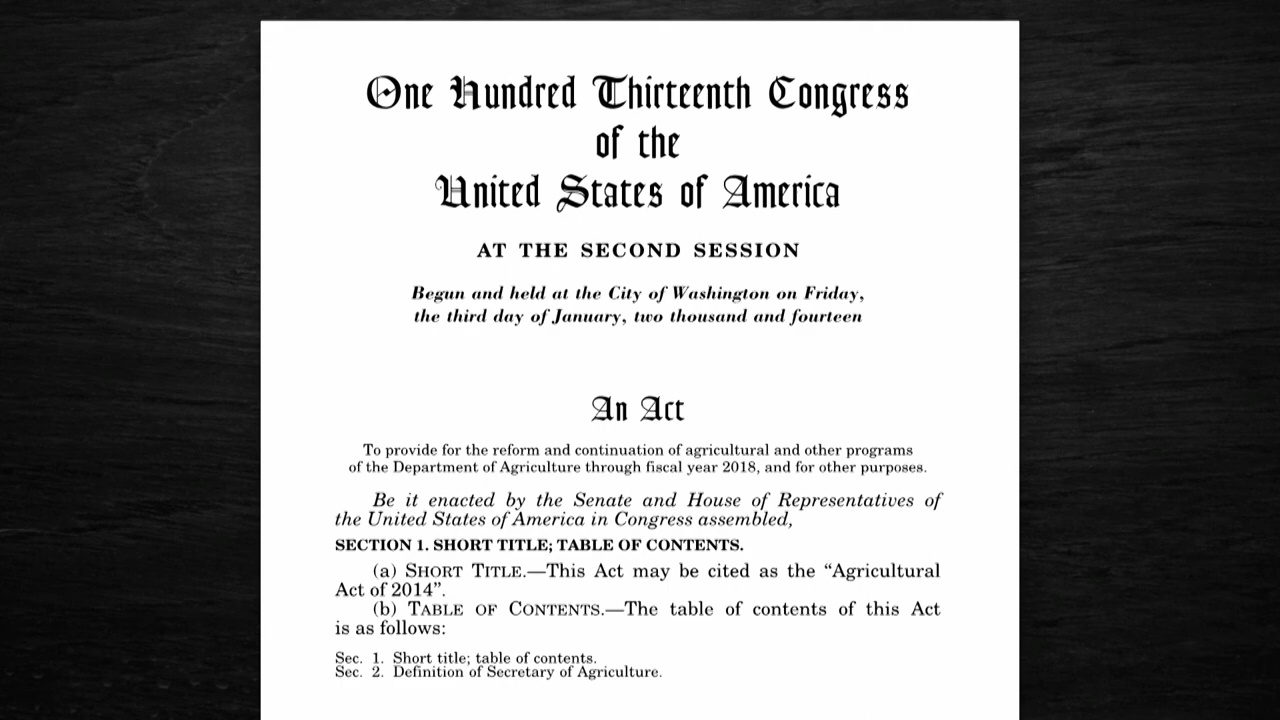 One Hundred Thirteenth Congress
of the
United States of America
AT THE SECOND SESSION
Begun and held at the City of Washington on Friday,
the third day of January, two thousand and fourteen
An Act
To provide for the reform and continuation of agricultural and other programs
of the Department of Agriculture through fiscal year 2018, and for other purposes.
Be it enacted by the Senate and House of Representatives of
the United States of America in Congress assembled,
SECTION 1. SHORT TITLE; TABLE OF CONTENTS.
(a) SHORT TITLE.—This Act may be cited as the “Agricultural
Act of 2014”.
(b) TABLE OF CONTENTS.—The table of contents of this Act
is as follows:
Sec. 1. Short title; table of contents.
Sec. 2. Definition of Secretary of Agriculture.